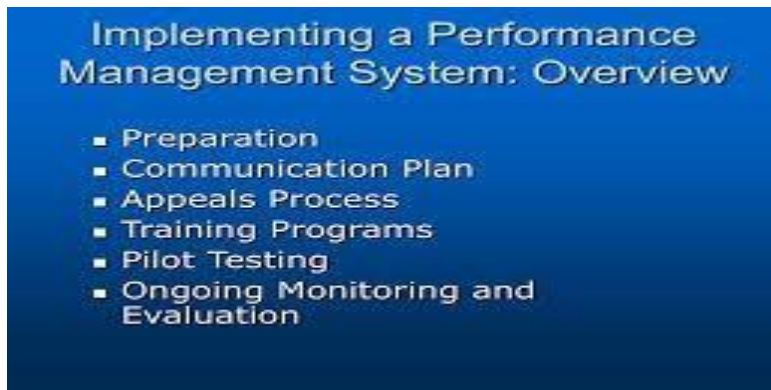 Implementing a Performance
Management System: Overview
Preparation
Communication Plan
Appeals Process
Training Programs
Pilot Testing
Ongoing Monitoring and
Evaluation